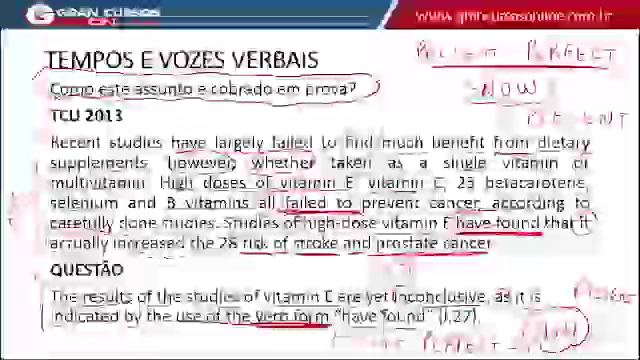 GRAN CURSOS
www.grancursosonline.com.br
TEMPOS E VOZES VERBAIS
PRESENT PERFECT
Como este assunto e cobrado em prova?
NOW
TCU 2013
Recent studies have largely failed to find much benefit from dietary
supplements, however, whether taken as a single vitamin or
multivitamin. High doses of vitamin E vitamin C, 23 betacarotene,
selenium and B vitamins all failed to prevent cancer, according to
carefully done studies. Studies of high-dose vitamin E have found that it
actually increased the 28 risk of stroke and prostate cancer
QUESTÃO
The results of the studies of vitamin E are yet inconclusive, as it is
indicated by the use of the verb form "have found" (l.27).
PERFECT